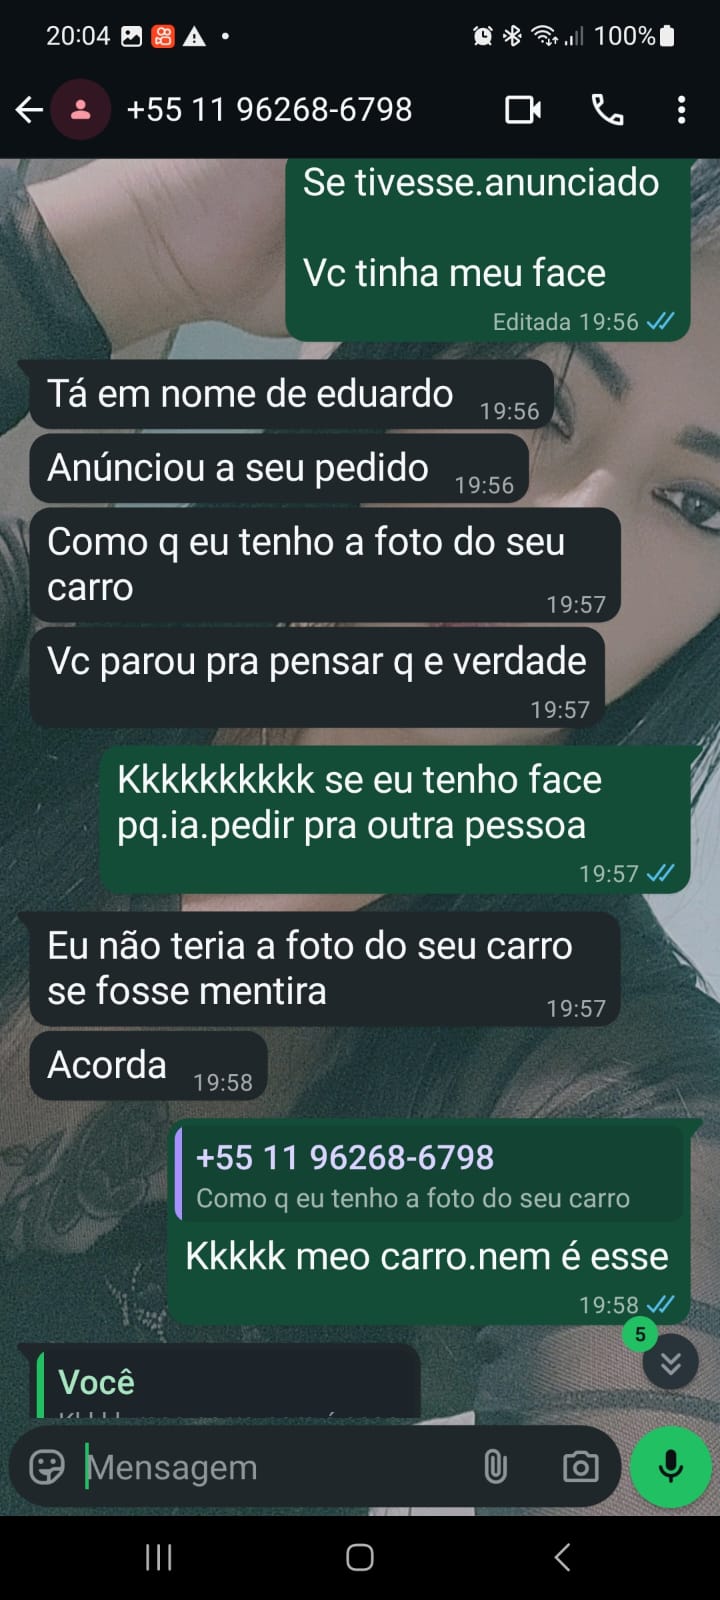 20:04
100%
+55 11 96268-6798
Se tivesse.anunciado
Vc tinha meu face
Editada 19:56
Tá em nome de eduardo
19:56
Anúnciou a seu pedido
19:56
Como q eu tenho a foto do seu
carro
19:57
Vc parou pra pensar q e verdade
19:57
Kkkkkkkkkk se eu tenho face
pq.ia.pedir pra outra pessoa
19:57
Eu não teria a foto do seu carro
se fosse mentira
19:57
Acorda
19:58
+55 11 96268-6798
Como q eu tenho a foto do seu carro
Kkkkk meo carro.nem é esse
19:58
5
Você
Mensagem